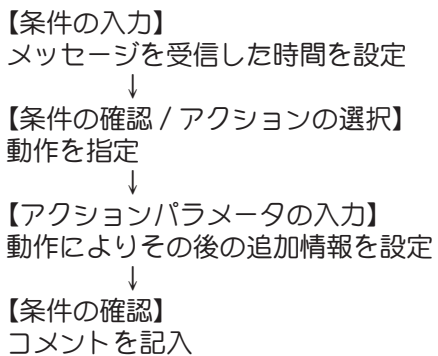 【条件の入力】
メッセージを受信した時間を設定
↓
【条件の確認 / アクションの選択】
動作を指定
↓
【アクションパラメータの入力】
動作によりその後の追加情報を設定
↓
【条件の確認】
コメントを記入